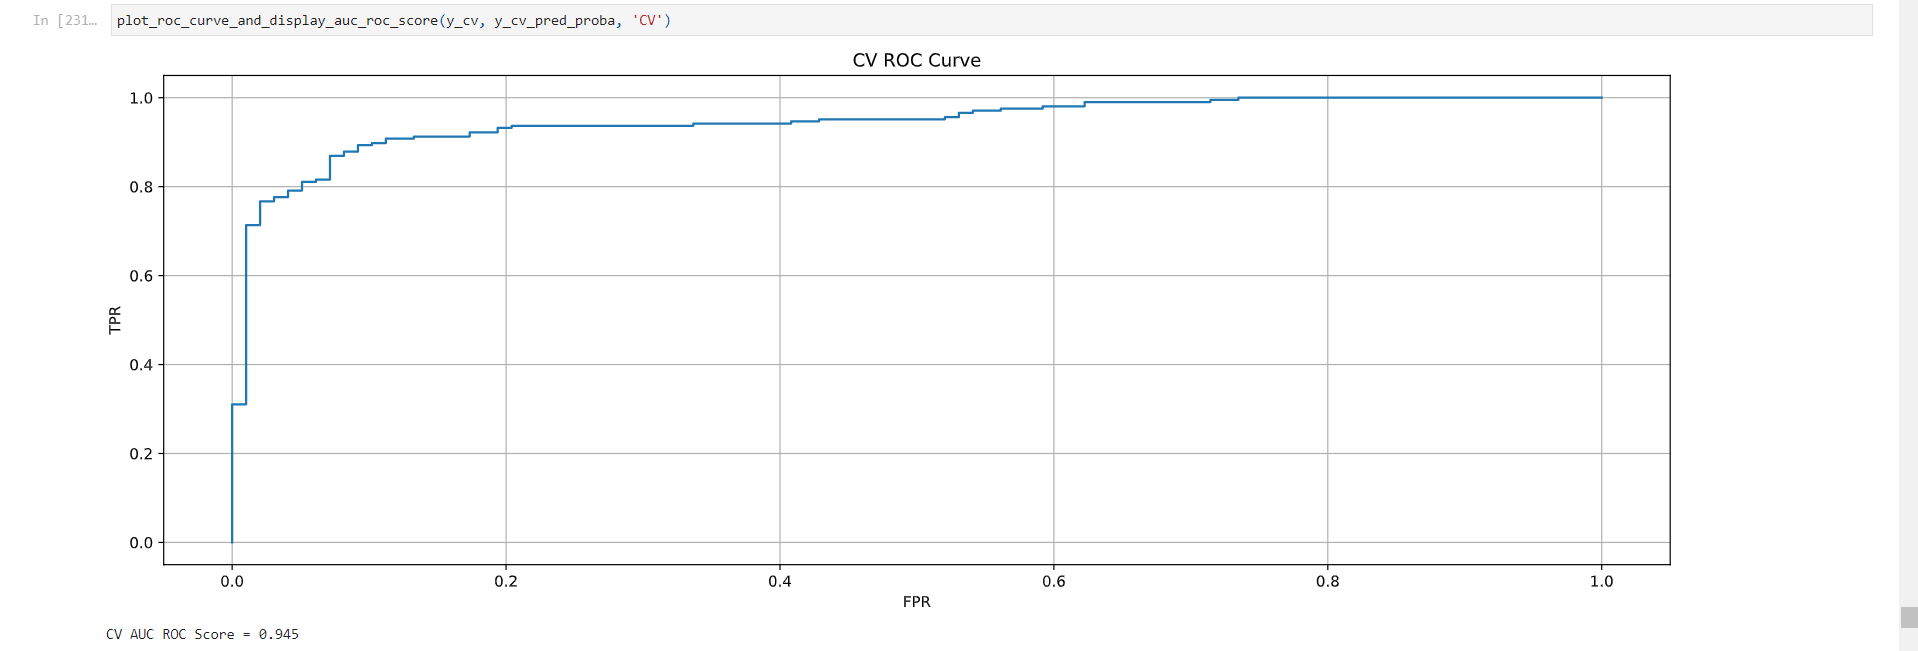 In [231… plot_roc_curve_and_display_auc_roc_score(y_cv, y_cv_pred_proba, 'CV')
CV ROC Curve
1.0
0.8
0.6
0.4
0.2
0.0
TPR
0.0 0.2 0.4 0.6 0.8 1.0
FPR
CV AUC ROC Score = 0.945